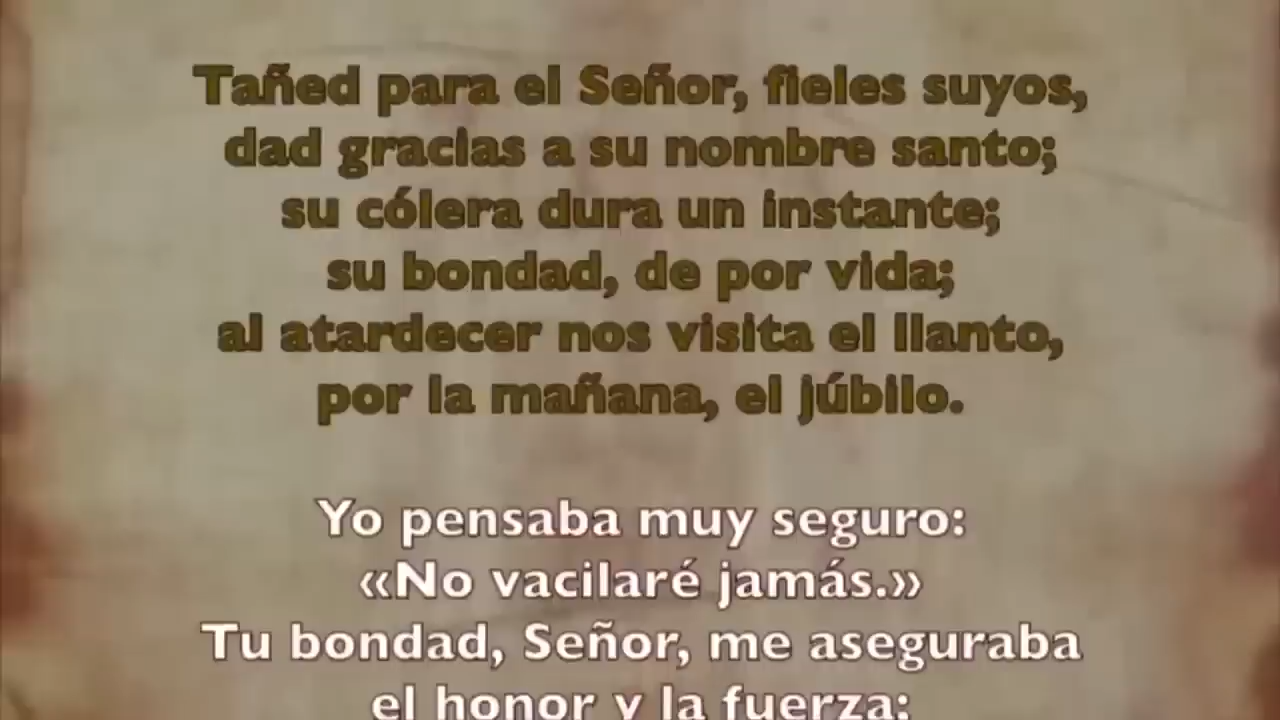 Tañed para el Señor, fieles suyos,
dad gracias a su nombre santo;
su cólera dura un instante;
su bondad, de por vida;
al atardecer nos visita el llanto,
por la mañana, el júbilo.
Yo pensaba muy seguro:
«No vacilaré jamás.»
Tu bondad, Señor, me aseguraba
el honor y la fuerza;